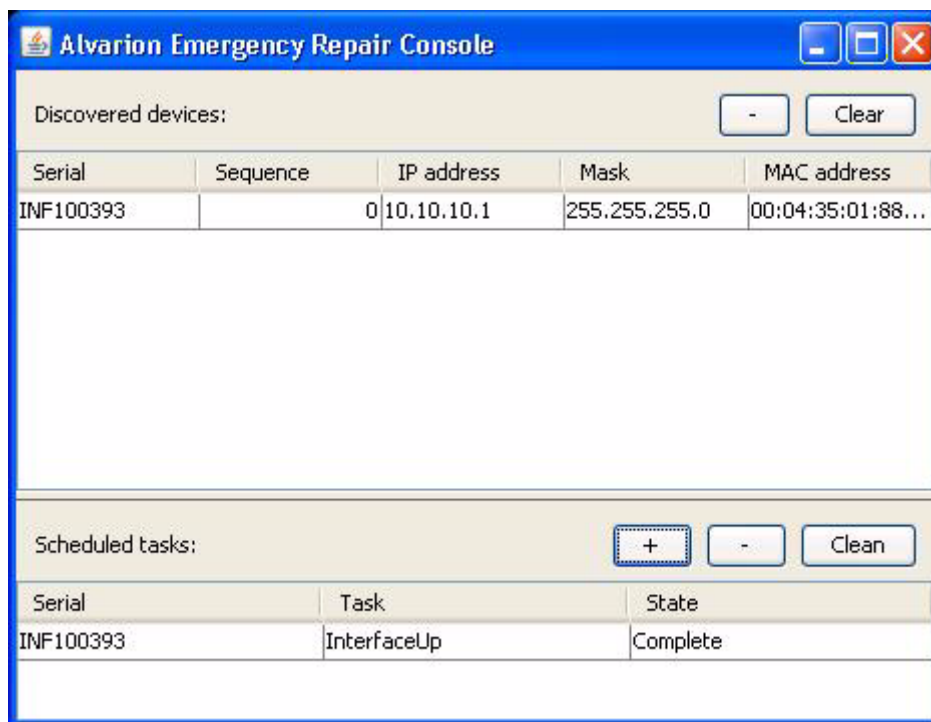 Alvarion Emergency Repair Console
Discovered devices: - Clear
Serial Sequence IP address Mask MAC address
INF100393 0 10.10.10.1 255.255.255.0 00:04:35:01:88...
Scheduled tasks: + - Clean
Serial Task State
INF100393 InterfaceUp Complete